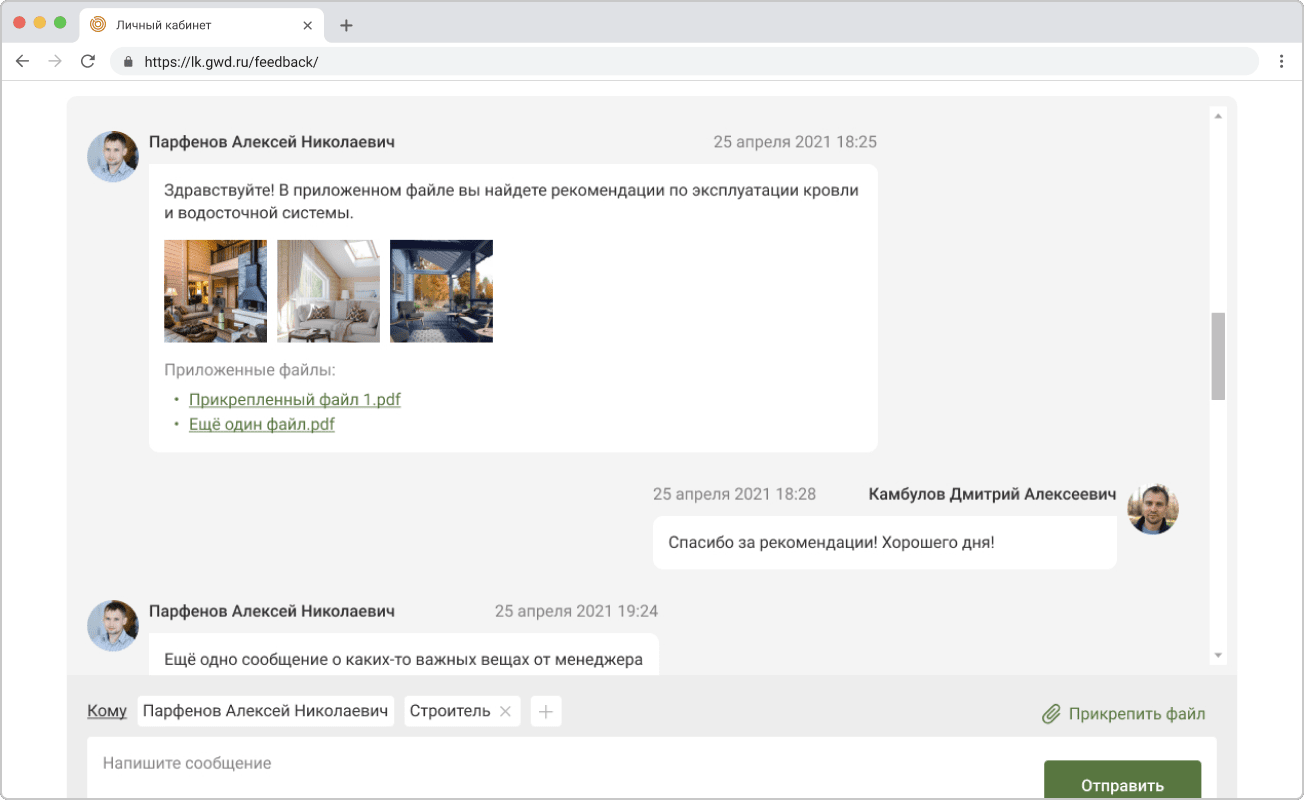 Личный кабинет
https://lk.gwd.ru/feedback/
Парфенов Алексей Николаевич
25 апреля 2021 18:25
Здравствуйте! В приложенном файле вы найдете рекомендации по эксплуатации кровли
и водосточной системы.
Приложенные файлы:
• Прикрепленный файл 1.pdf
• Ещё один файл.pdf
25 апреля 2021 18:28
Камбулов Дмитрий Алексеевич
Спасибо за рекомендации! Хорошего дня!
Парфенов Алексей Николаевич
25 апреля 2021 19:24
Ещё одно сообщение о каких-то важных вещах от менеджера
Кому
Парфенов Алексей Николаевич
Строитель
Прикрепить файл
Напишите сообщение
Отправить